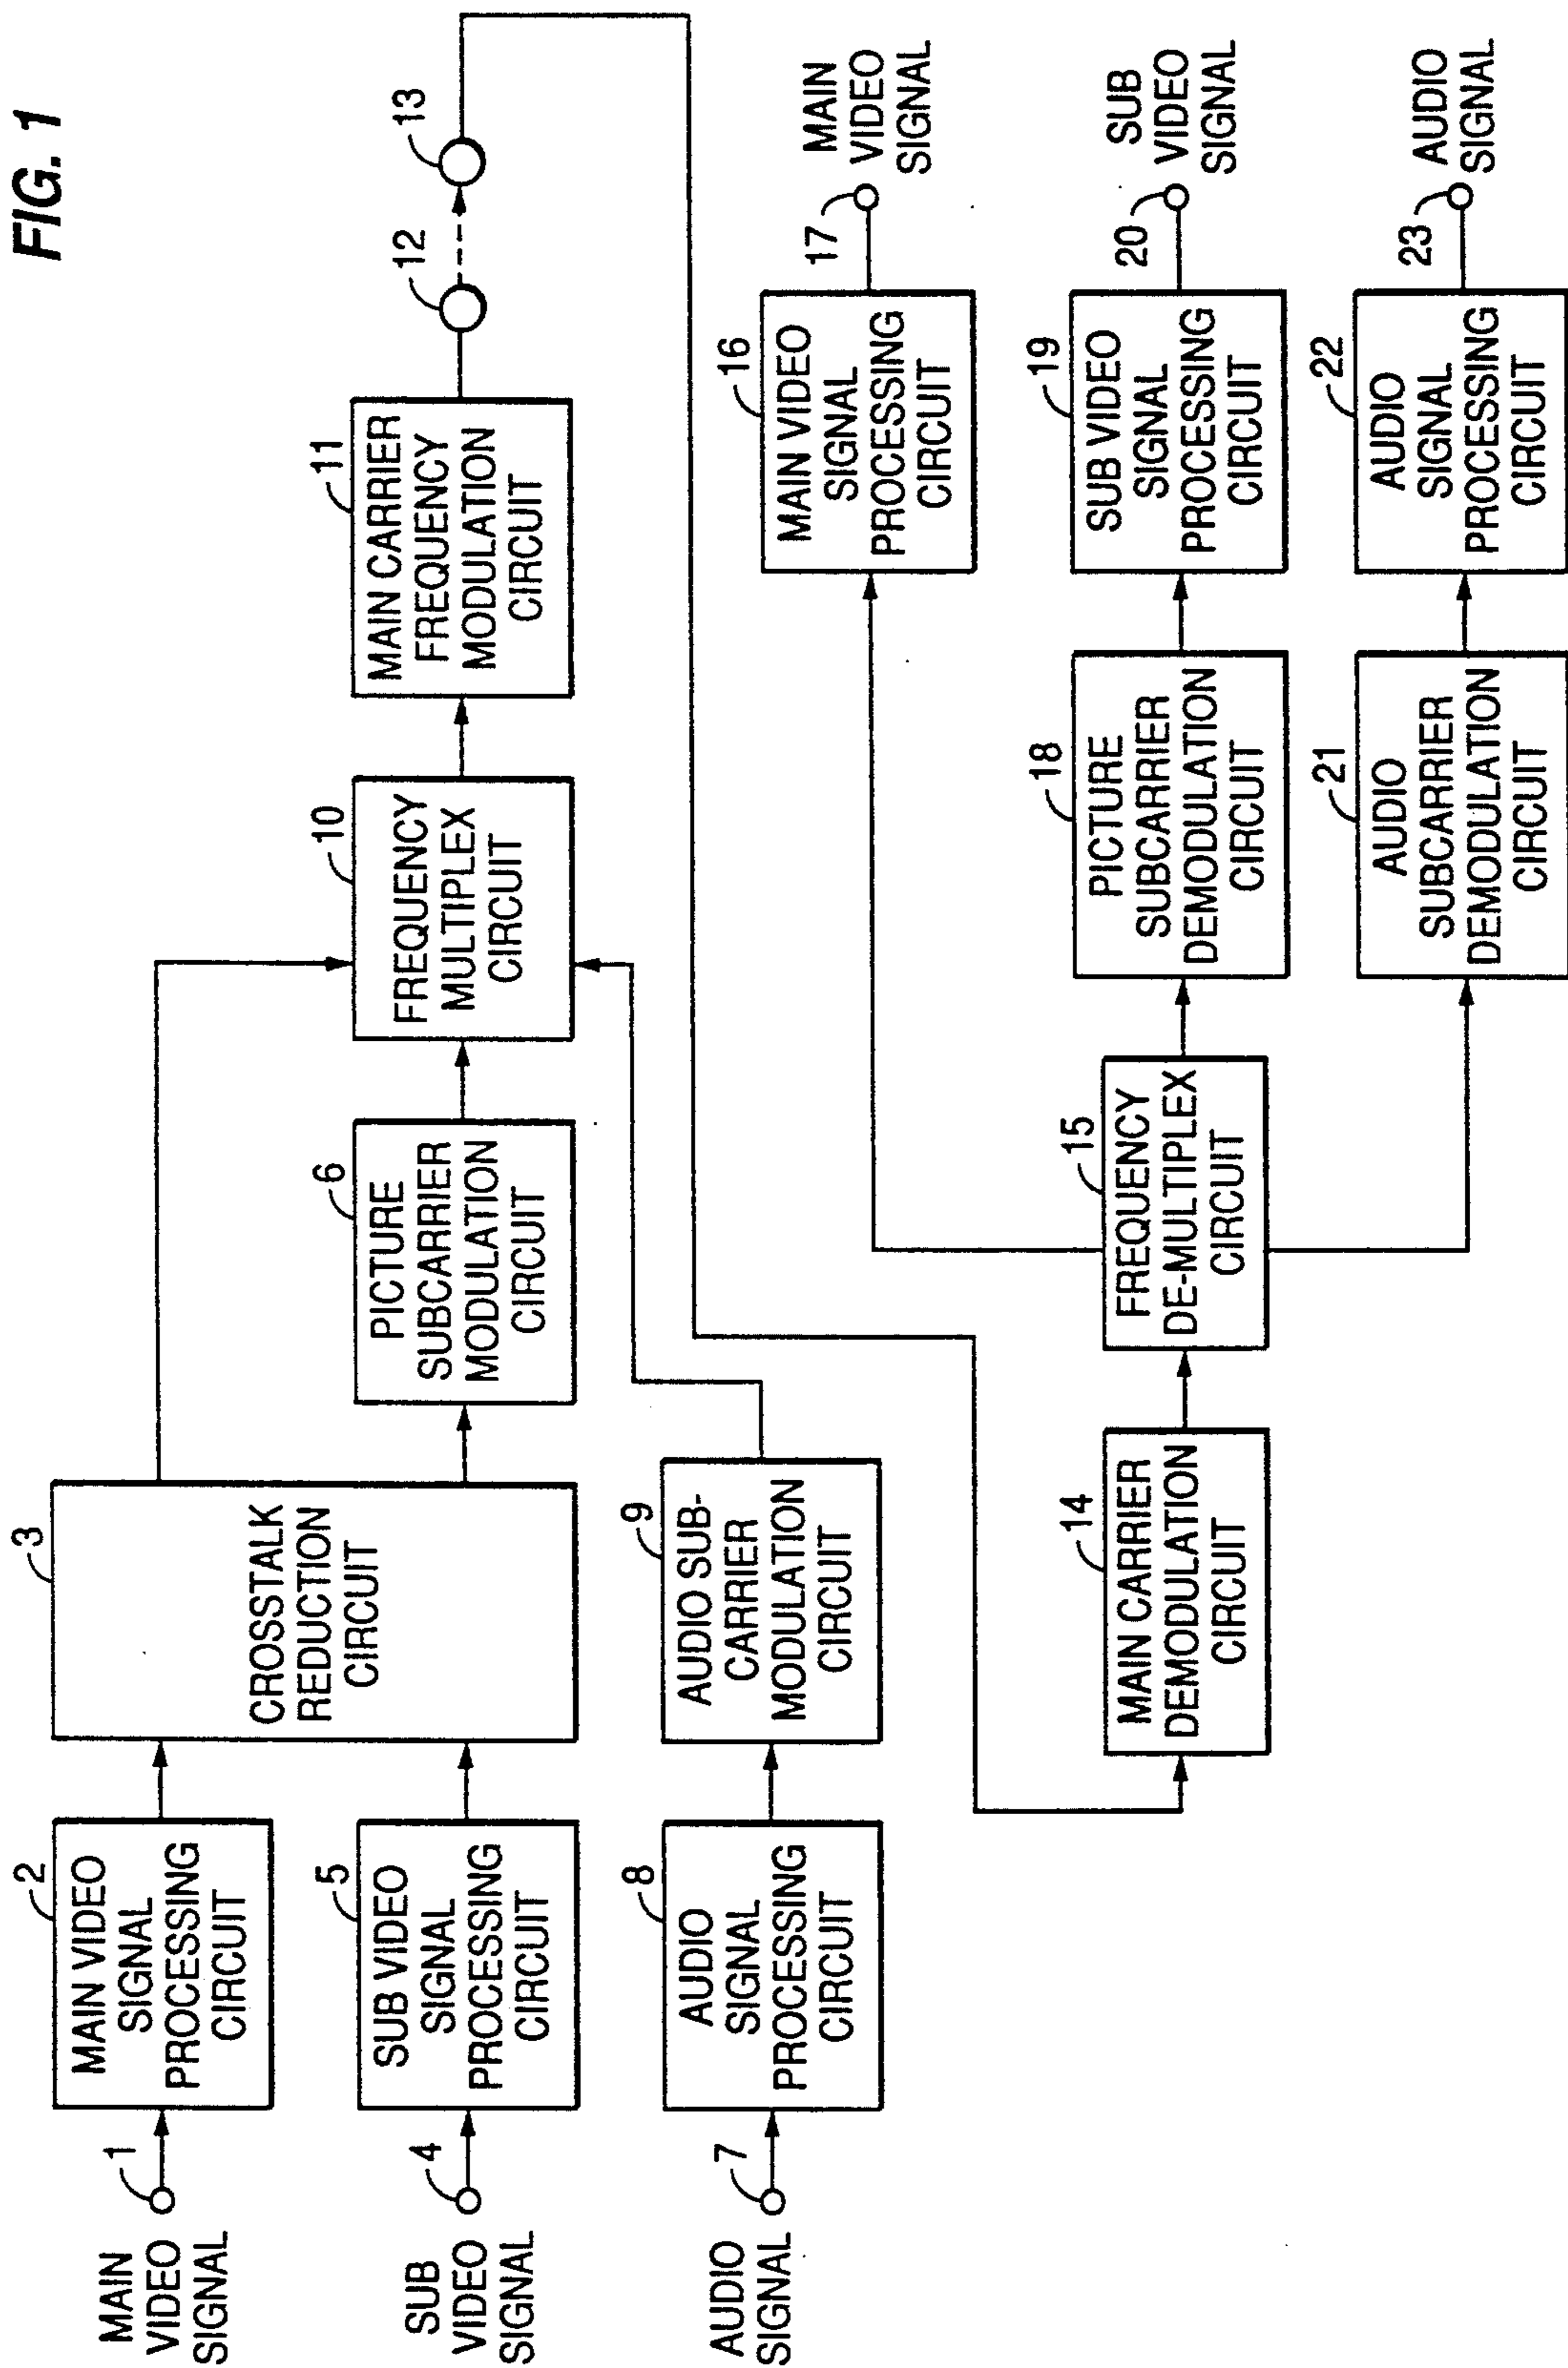 FIG. 1
MAIN
VIDEO
SIGNAL
1
2
MAIN VIDEO
SIGNAL
PROCESSING
CIRCUIT
3
CROSSTALK
REDUCTION
CIRCUIT
SUB
VIDEO
SIGNAL
4
5
SUB VIDEO
SIGNAL
PROCESSING
CIRCUIT
6
PICTURE
SUBCARRIER
MODULATION
CIRCUIT
10
FREQUENCY
MULTIPLEX
CIRCUIT
11
MAIN CARRIER
FREQUENCY
MODULATION
CIRCUIT
12
13
AUDIO
SIGNAL
7
8
AUDIO
SIGNAL
PROCESSING
CIRCUIT
9
AUDIO SUB-
CARRIER
MODULATION
CIRCUIT
14
MAIN CARRIER
DEMODULATION
CIRCUIT
15
FREQUENCY
DE-MULTIPLEX
CIRCUIT
16
MAIN VIDEO
SIGNAL
PROCESSING
CIRCUIT
17
MAIN
VIDEO
SIGNAL
18
PICTURE
SUBCARRIER
DEMODULATION
CIRCUIT
19
SUB VIDEO
SIGNAL
PROCESSING
CIRCUIT
20
SUB
VIDEO
SIGNAL
21
AUDIO
SUBCARRIER
DEMODULATION
CIRCUIT
22
AUDIO
SIGNAL
PROCESSING
CIRCUIT
23
AUDIO
SIGNAL